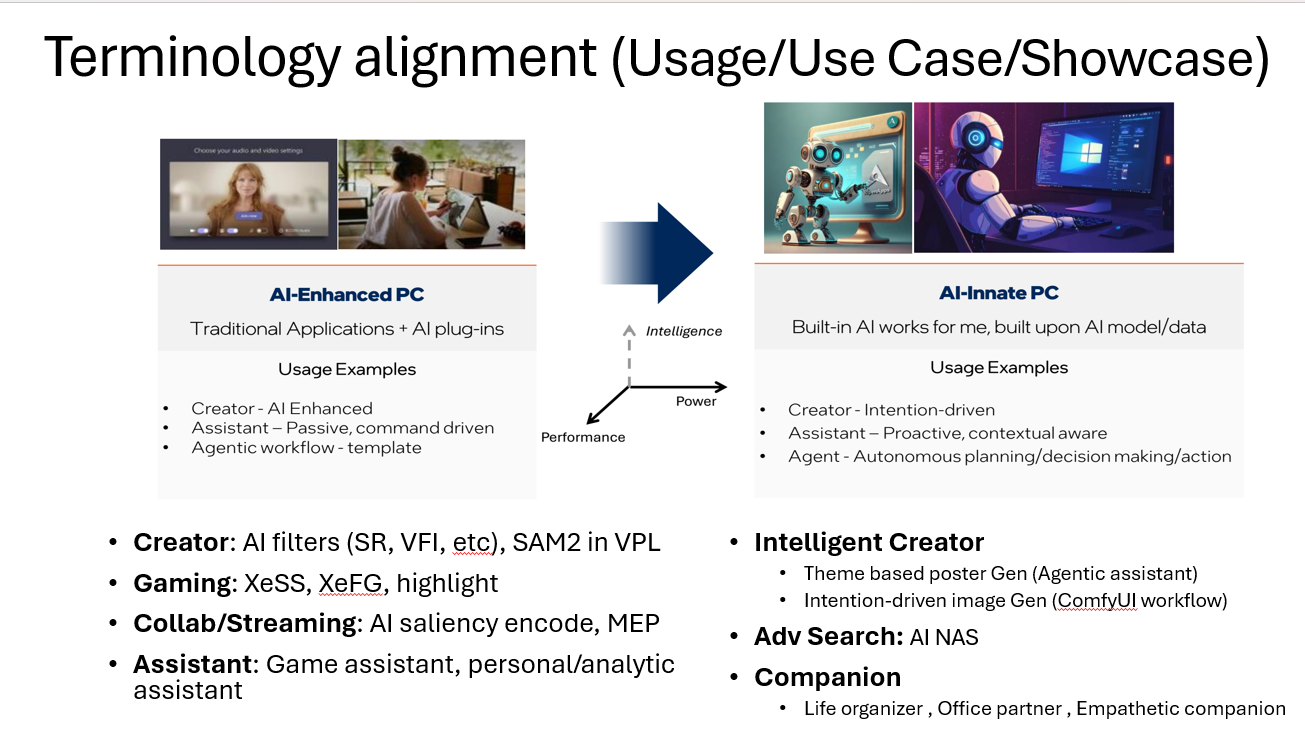 Terminology alignment (Usage/Use Case/Showcase)
Choose your audio and video settings
AI-Enhanced PC
Traditional Applications + AI plug-ins
Usage Examples
• Creator - AI Enhanced
• Assistant – Passive, command driven
• Agentic workflow - template
Intelligence
Power
Performance
AI-Innate PC
Built-in AI works for me, built upon AI model/data
Usage Examples
• Creator - Intention-driven
• Assistant – Proactive, contextual aware
• Agent - Autonomous planning/decision making/action
• Creator: AI filters (SR, VFI, etc), SAM2 in VPL
• Gaming: XeSS, XeFG, highlight
• Collab/Streaming: AI saliency encode, MEP
• Assistant: Game assistant, personal/analytic
assistant
• Intelligent Creator
• Theme based poster Gen (Agentic assistant)
• Intention-driven image Gen (ComfyUI workflow)
• Adv Search: AI NAS
• Companion
• Life organizer , Office partner , Empathetic companion